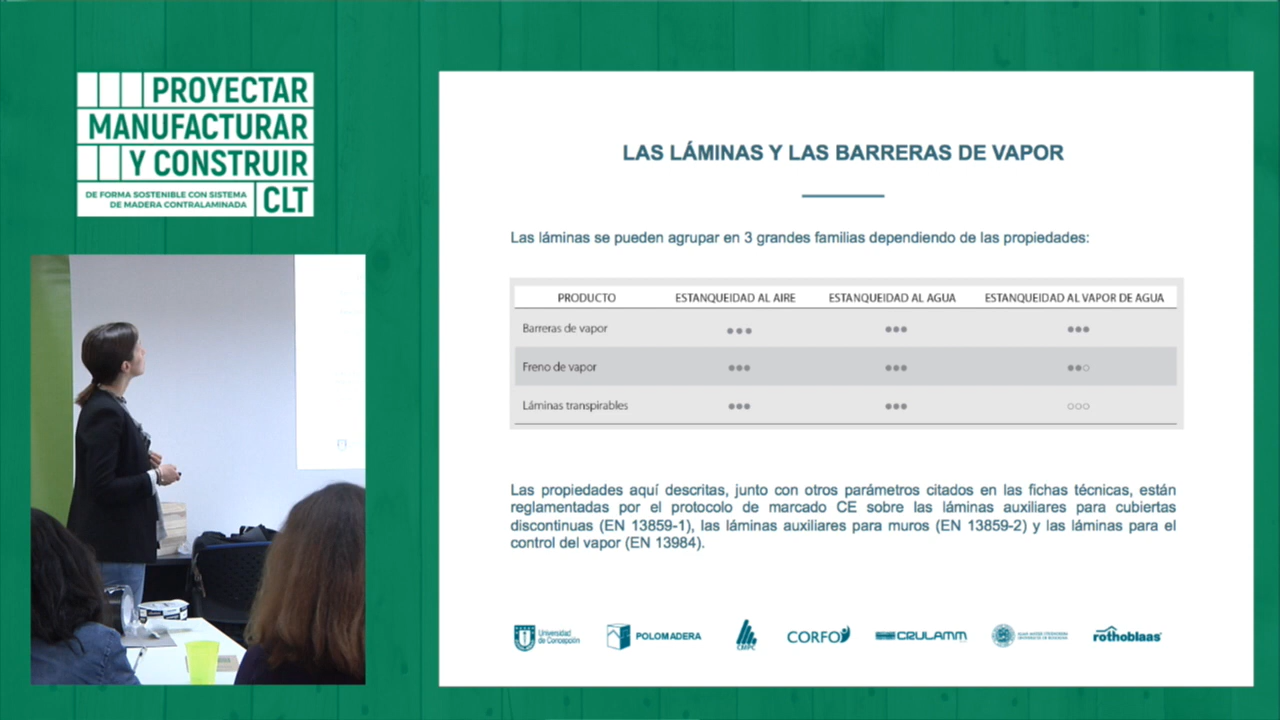 PROYECTAR
MANUFACTURAR
Y CONSTRUIR
DE FORMA SOSTENIBLE CON SISTEMA
DE MADERA CONTRALAMINADA
CLT
LAS LÁMINAS Y LAS BARRERAS DE VAPOR
Las láminas se pueden agrupar en 3 grandes familias dependiendo de las propiedades:
PRODUCTO ESTANQUEIDAD AL AIRE ESTANQUEIDAD AL AGUA ESTANQUEIDAD AL VAPOR DE AGUA
Barreras de vapor ●●● ●●● ●●●
Freno de vapor ●●● ●●● ●●○
Láminas transpirables ●●● ●●● ○○○
Las propiedades aquí descritas, junto con otros parámetros citados en las fichas técnicas, están
reglamentadas por el protocolo de marcado CE sobre las láminas auxiliares para cubiertas
discontinuas (EN 13859-1), las láminas auxiliares para muros (EN 13859-2) y las láminas para el
control del vapor (EN 13984).
Universidad
de Concepción
POLOMADERA
CMPC
CORFO
CRULAMM
rothoblaas